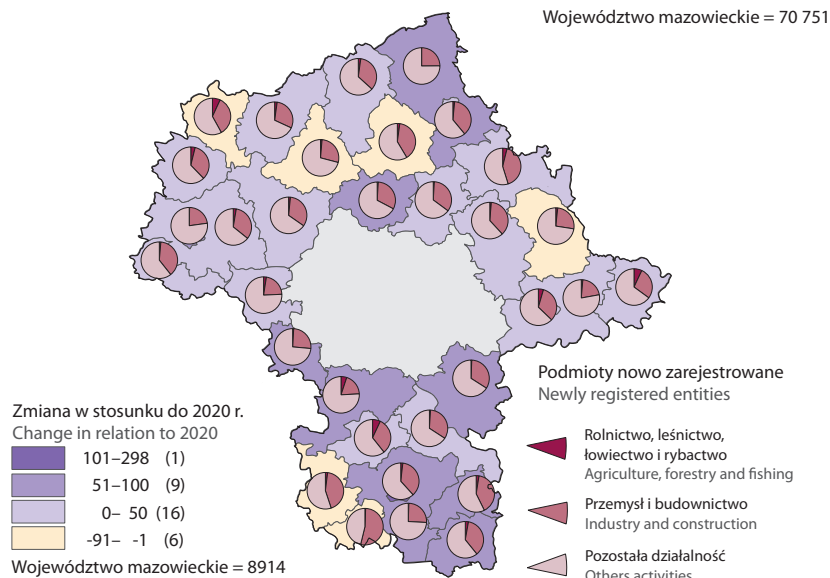 Województwo mazowieckie = 70 751
Podmioty nowo zarejestrowane
Newly registered entities
Rolnictwo, leśnictwo,
łowiectwo i rybactwo
Agriculture, forestry and fishing
Przemysł i budownictwo
Industry and construction
Pozostała działalność
Others activities
Zmiana w stosunku do 2020 r.
Change in relation to 2020
101–298 (1)
51–100 (9)
0– 50 (16)
-91– -1 (6)
Województwo mazowieckie = 8914